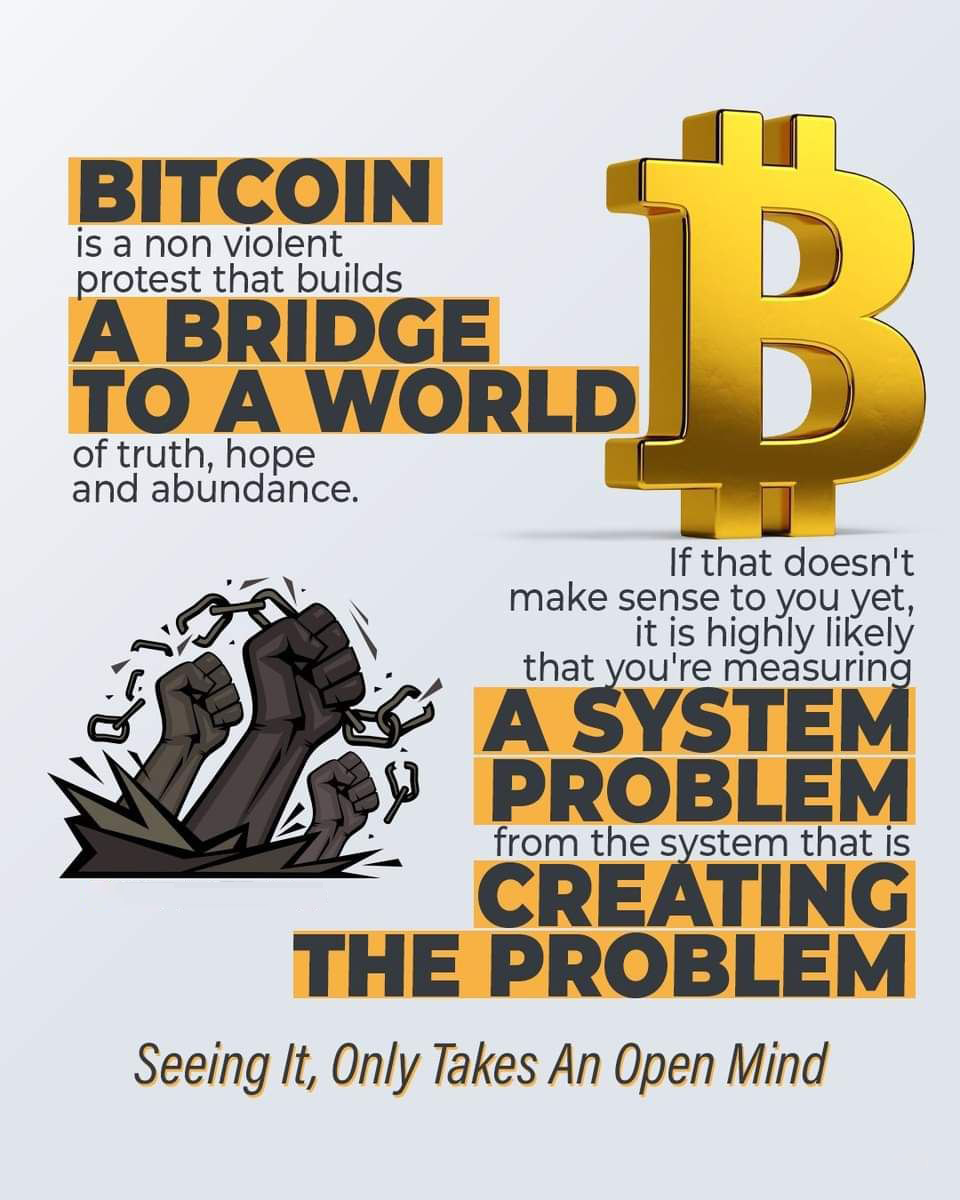 BITCOIN
is a non violent
protest that builds
A BRIDGE
TO A WORLD
of truth, hope
and abundance.
If that doesn't
make sense to you yet,
it is highly likely
that you're measuring
A SYSTEM
PROBLEM
from the system that is
CREATING
THE PROBLEM
Seeing It, Only Takes An Open Mind